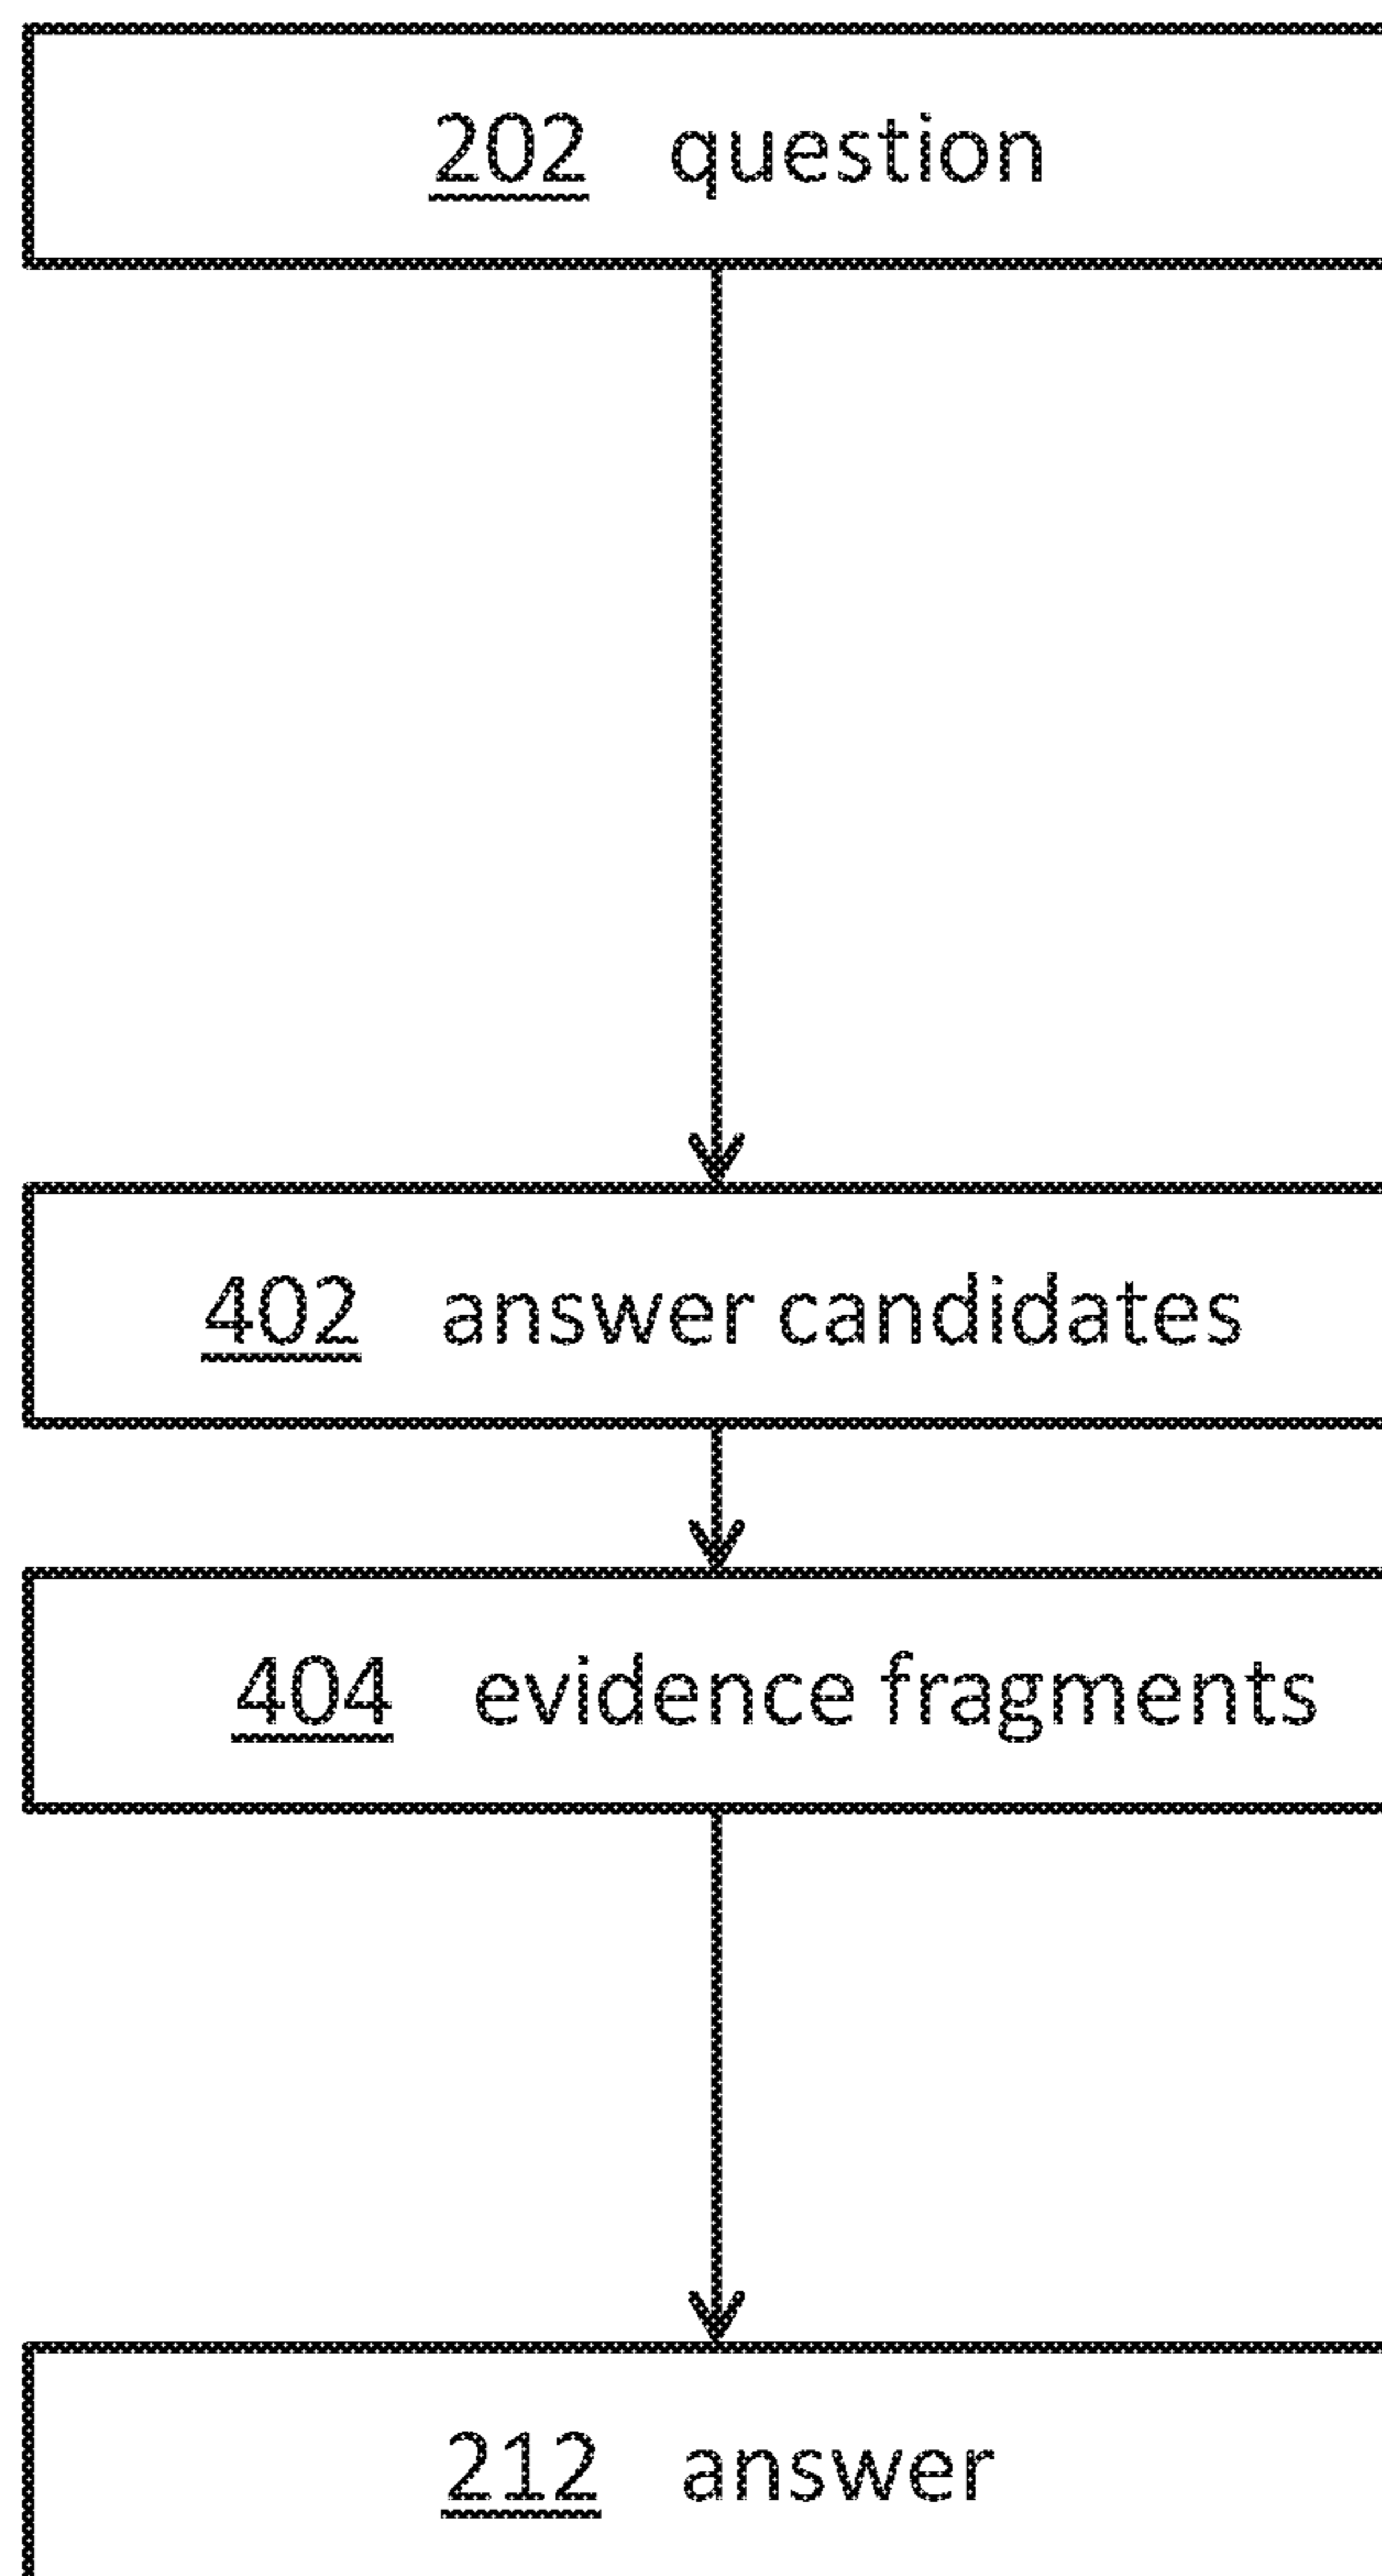 202 question
402 answer candidates
404 evidence fragments
212 answer